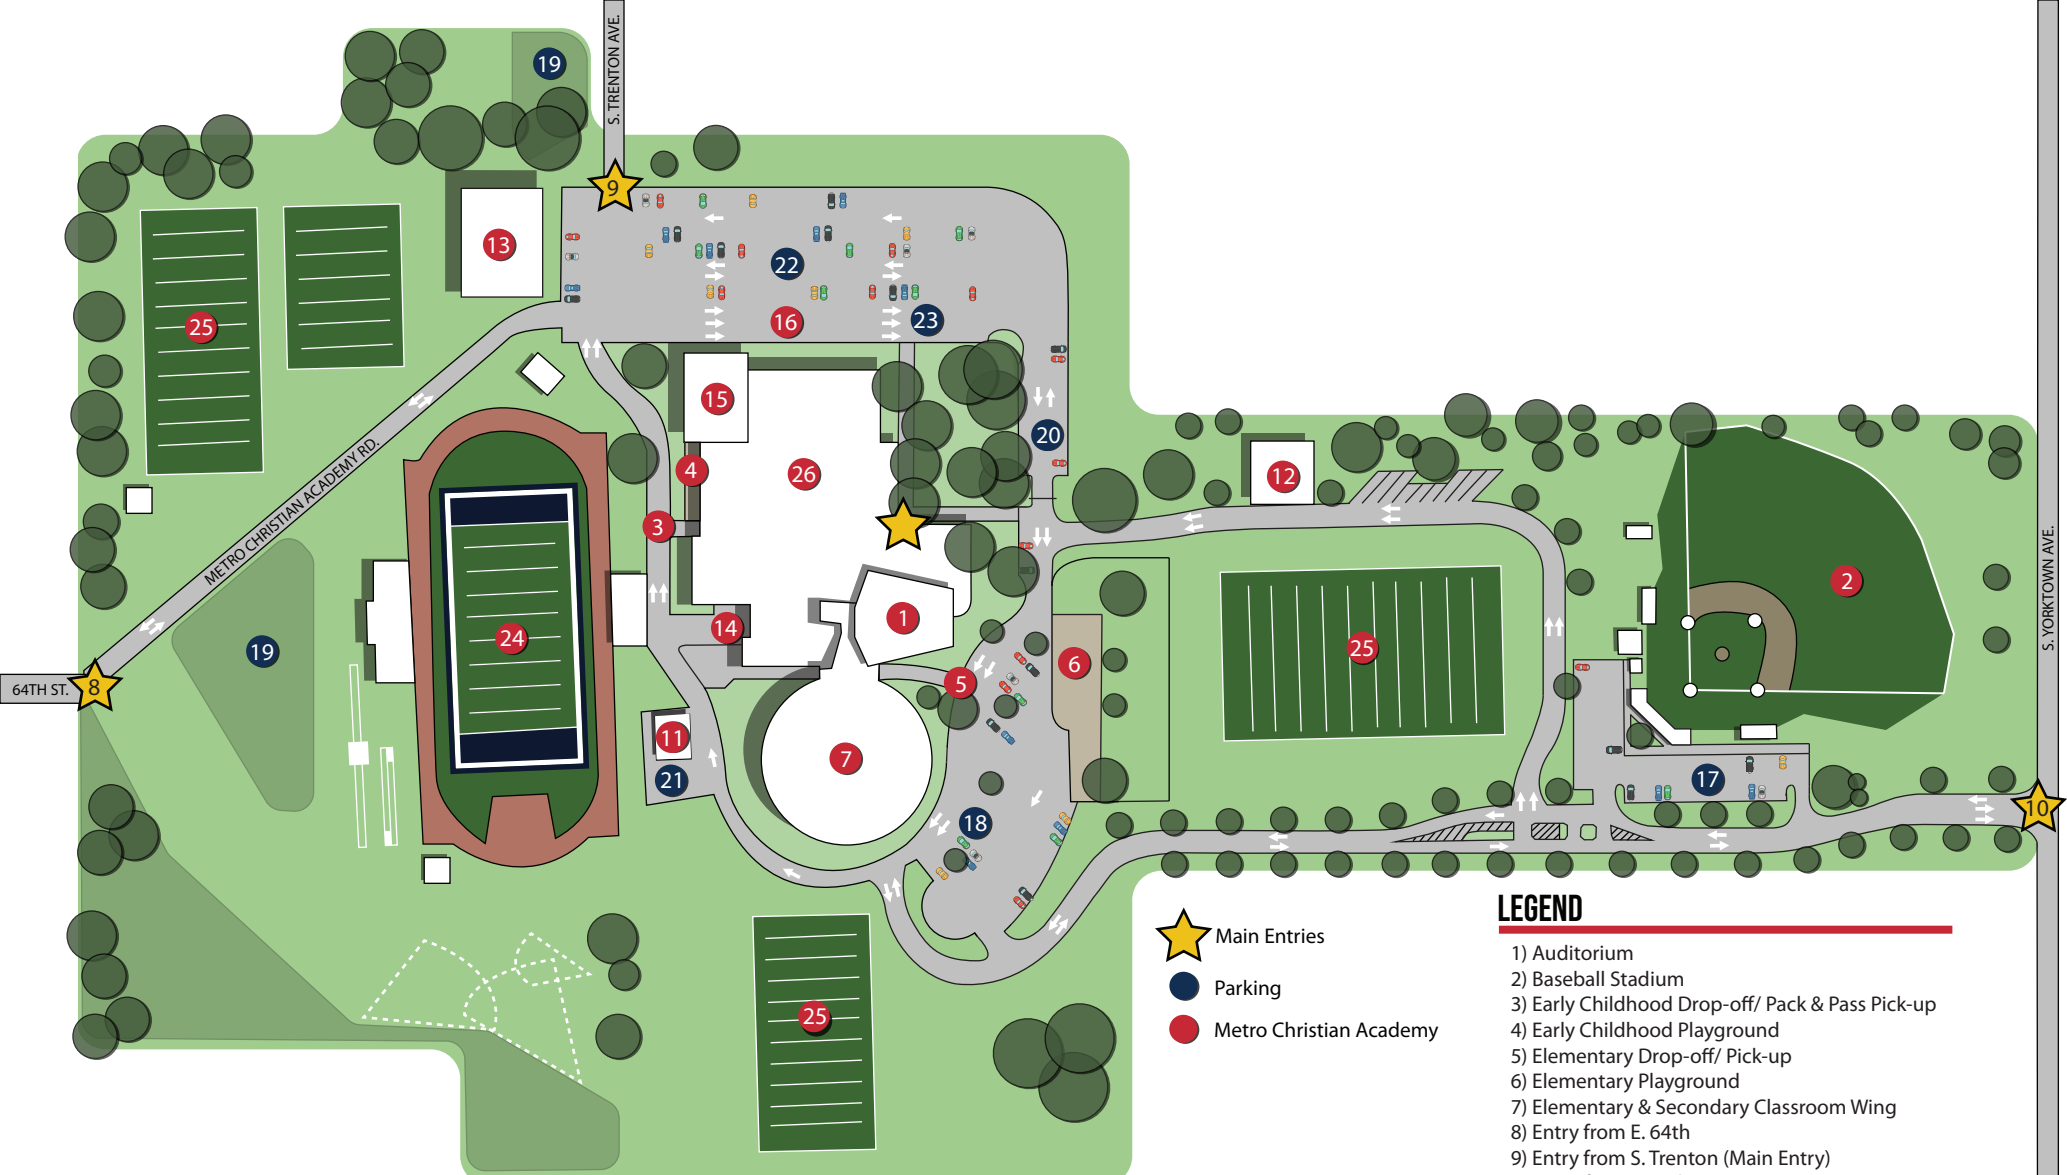 S. TRENTON AVE.
19
9
13
22
25
16
23
15
20
4
26
12
3
METRO CHRISTIAN ACADEMY RD.
S. YORKTOWN AVE.
2
1
14
24
25
19
6
5
64TH ST.
8
11
7
21
17
10
18
25
LEGEND
Main Entries
Parking
Metro Christian Academy
1) Auditorium
2) Baseball Stadium
3) Early Childhood Drop-off/ Pack & Pass Pick-up
4) Early Childhood Playground
5) Elementary Drop-off/ Pick-up
6) Elementary Playground
7) Elementary & Secondary Classroom Wing
8) Entry from E. 64th
9) Entry from S. Trenton (Main Entry)